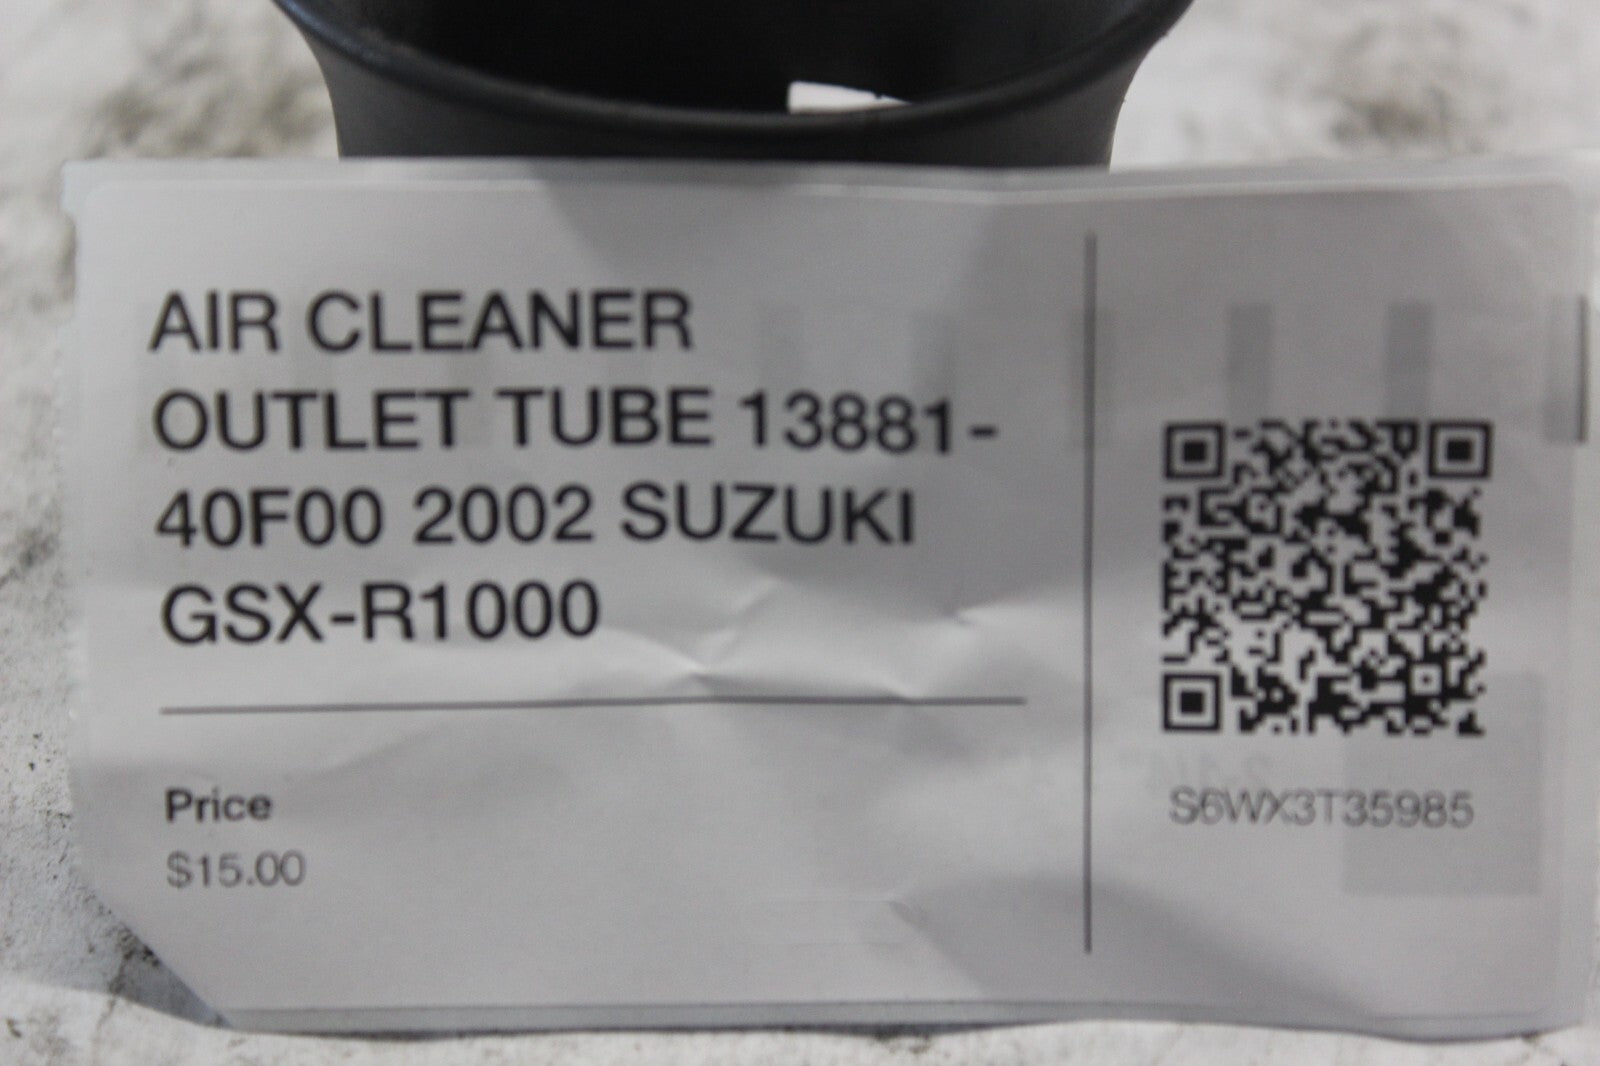 AIR CLEANER
OUTLET TUBE 13881-
40F00 2002 SUZUKI
GSX-R1000
Price
$15.00
S6WX3T35985